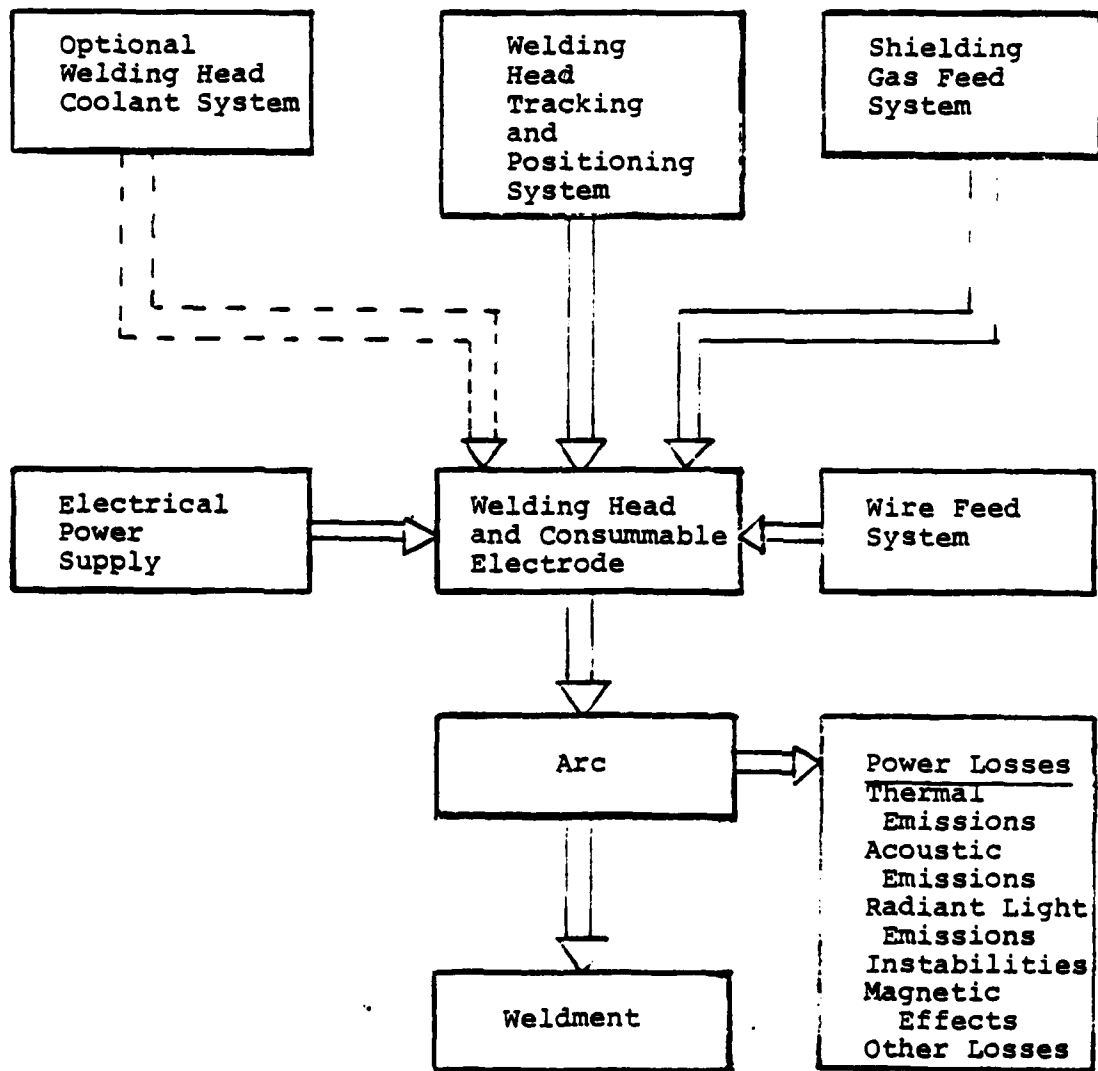 Optional
Welding Head
Coolant System
Welding
Head
Tracking
and
Positioning
System
Shielding
Gas Feed
System
Electrical
Power
Supply
Welding Head
and Consummable
Electrode
Wire Feed
System
Arc
Power Losses
Thermal
Emissions
Acoustic
Emissions
Radiant Light
Emissions
Instabilities
Magnetic
Effects
Other Losses
Weldment